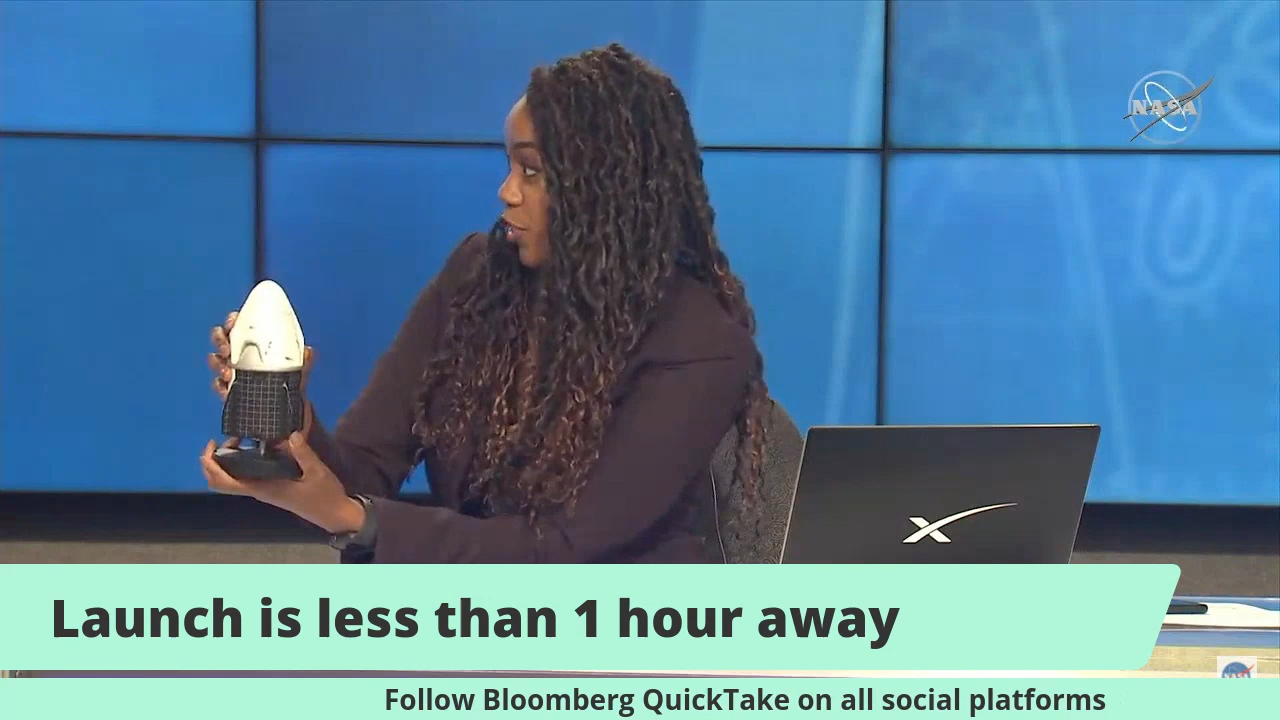 NASA
Launch is less than 1 hour away
Follow Bloomberg QuickTake on all social platforms